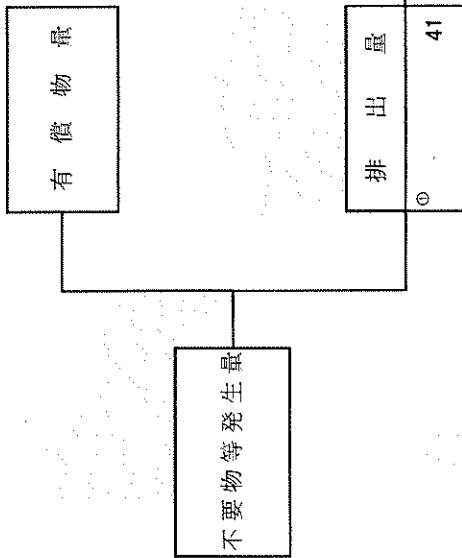 有償物量
不要物等発生量
排出量
①
41